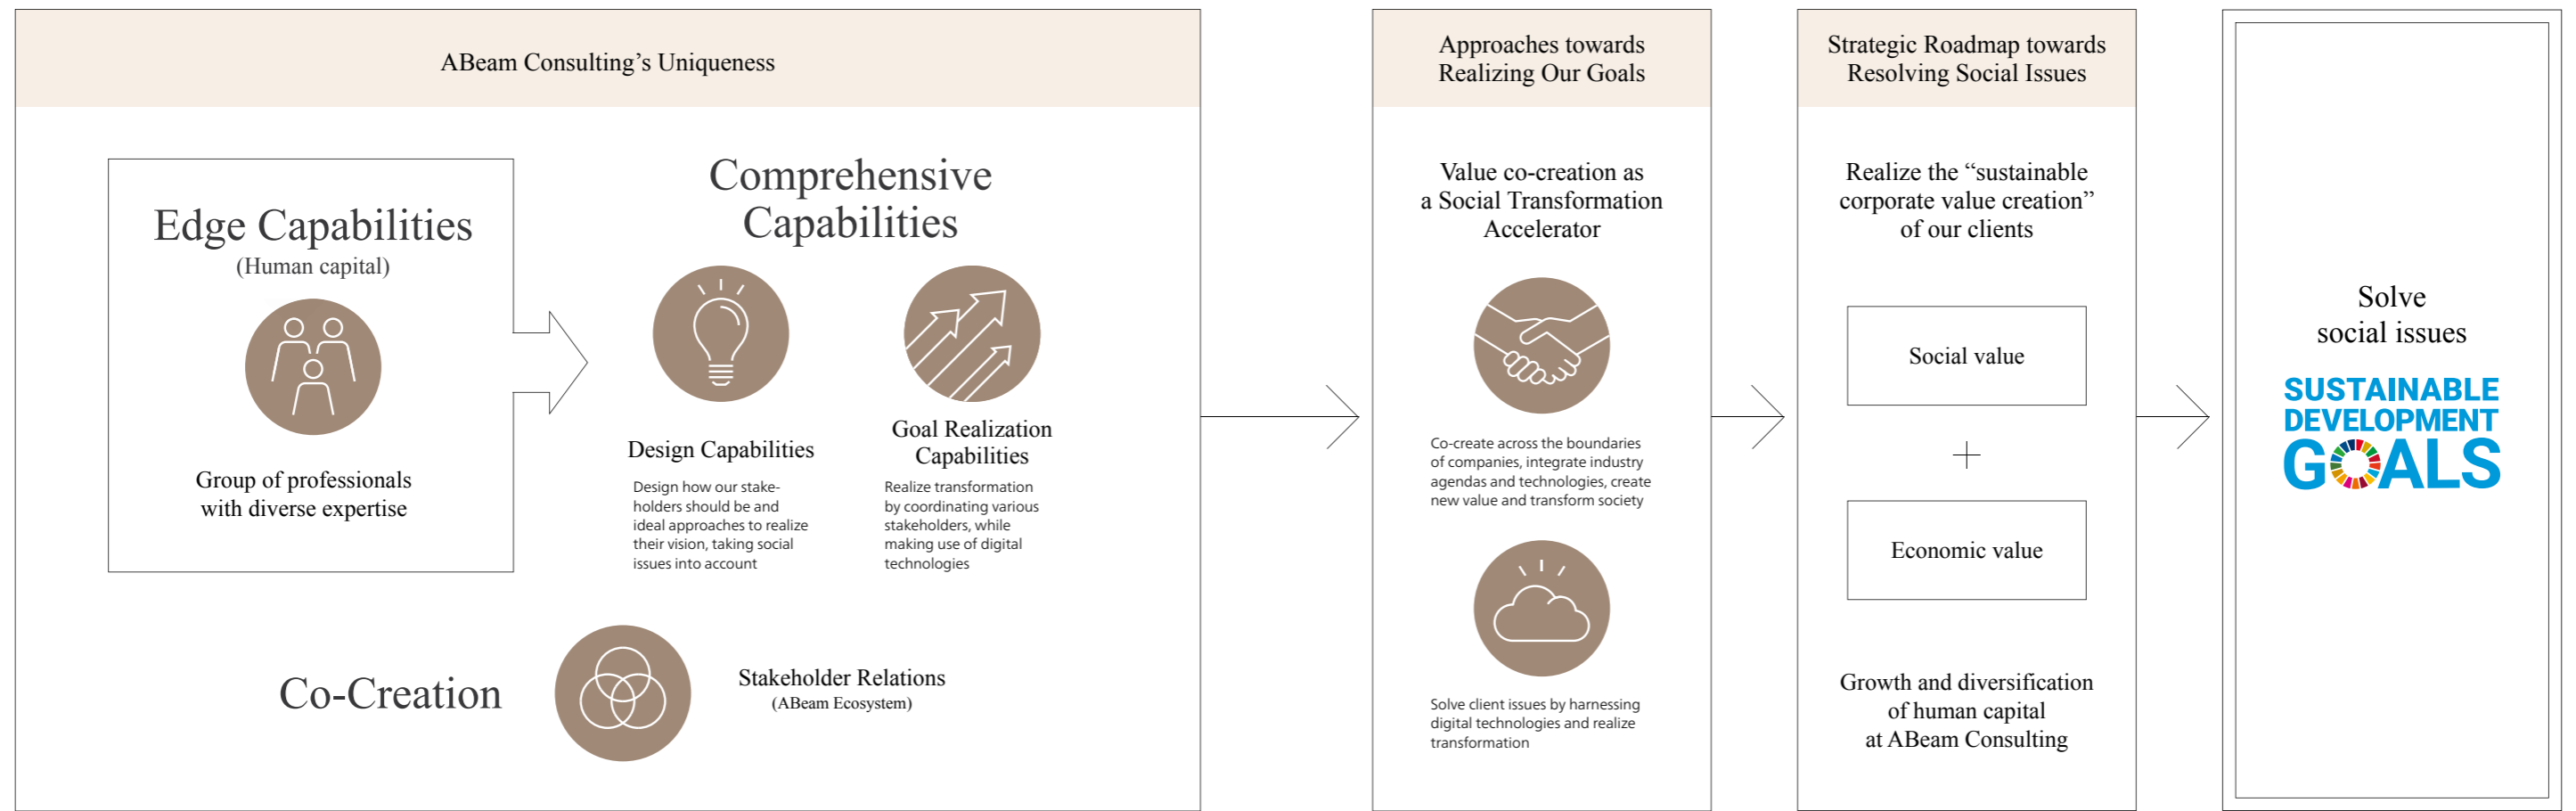 ABeam Consulting’s Uniqueness
Edge Capabilities
(Human capital)
Group of professionals
with diverse expertise
Comprehensive
Capabilities
Design Capabilities
Design how our stake-
holders should be and
ideal approaches to realize
their vision, taking social
issues into account
Goal Realization
Capabilities
Realize transformation
by coordinating various
stakeholders, while
making use of digital
technologies
Co-Creation
Stakeholder Relations
(ABeam Ecosystem)
Approaches towards
Realizing Our Goals
Value co-creation as
a Social Transformation
Accelerator
Co-create across the boundaries
of companies, integrate industry
agendas and technologies, create
new value and transform society
Solve client issues by harnessing
digital technologies and realize
transformation
Strategic Roadmap towards
Resolving Social Issues
Realize the “sustainable
corporate value creation”
of our clients
Social value
+
Economic value
Growth and diversification
of human capital
at ABeam Consulting
Solve
social issues
SUSTAINABLE
DEVELOPMENT
GOALS